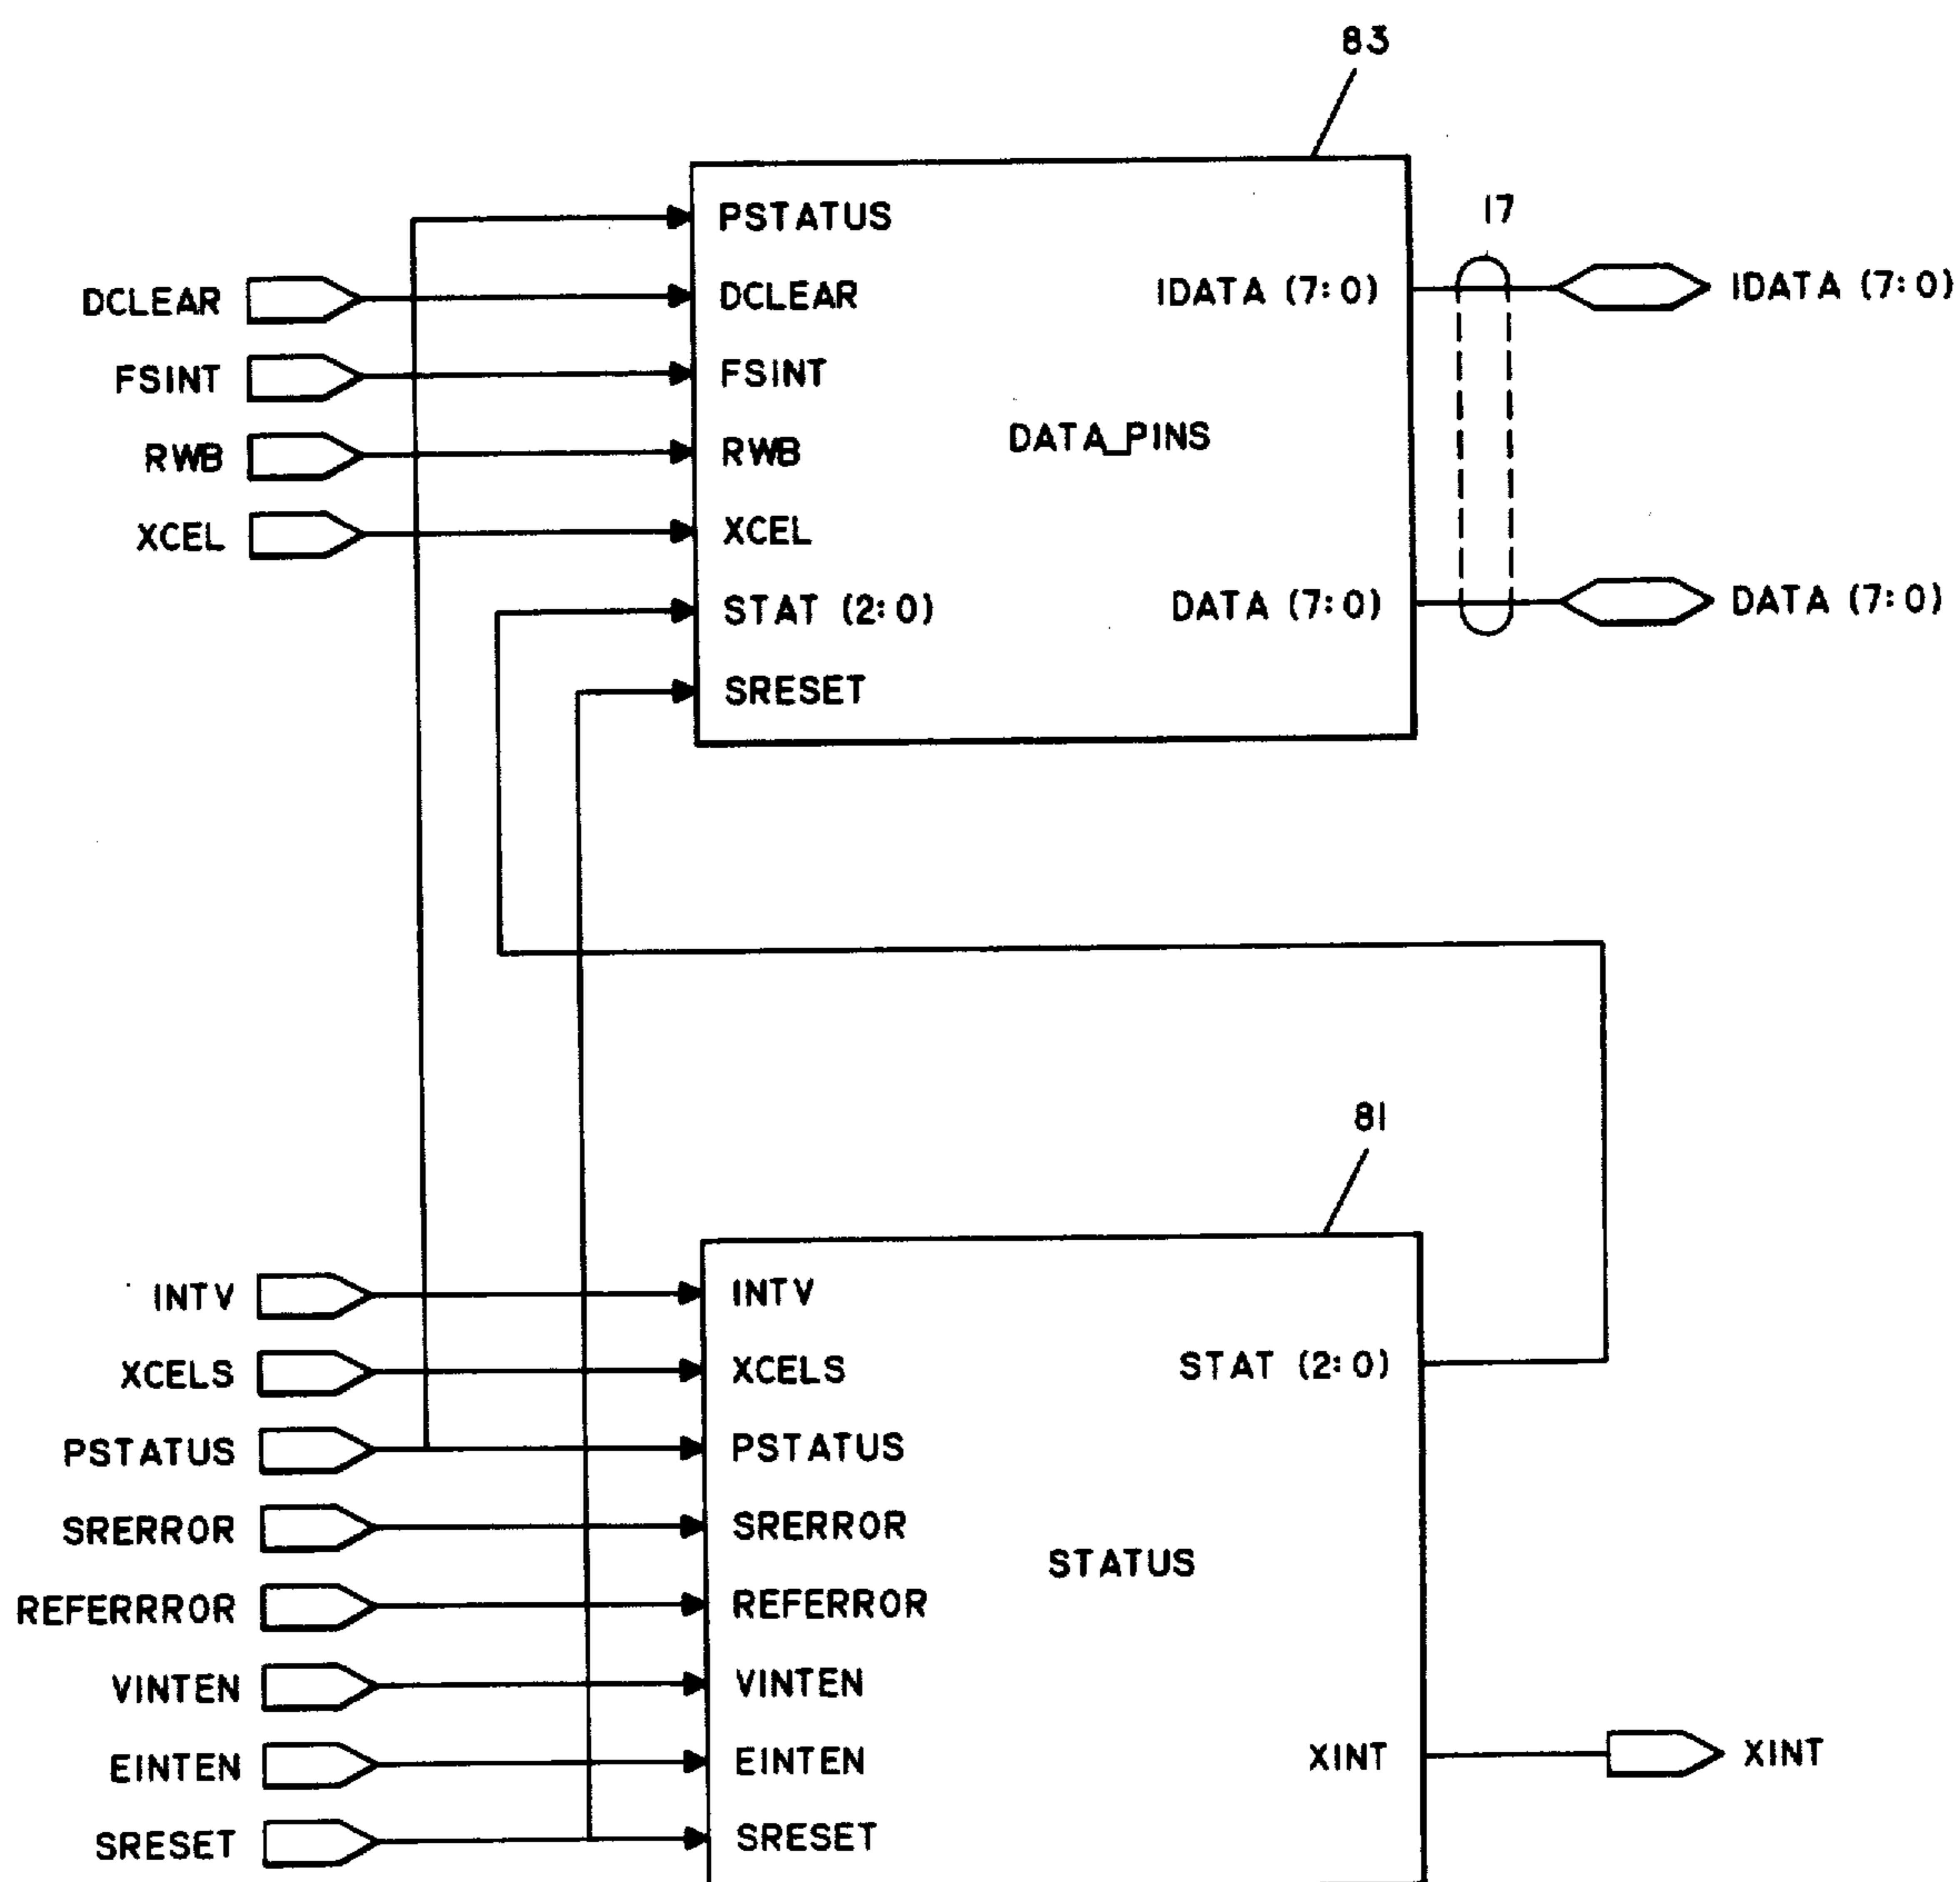 83
PSTATUS
17
DCLEAR DCLEAR IDATA (7:0) IDATA (7:0)
FSINT FSINT
DATA_PINS
RWB RWB
XCEL XCEL
STAT (2:0) DATA (7:0) DATA (7:0)
SRESET
81
INTV INTV
XCELS XCELS STAT (2:0)
PSTATUS PSTATUS
SRERROR SRERROR
STATUS
REFERRROR REFERROR
VINTEN VINTEN
EINTEN EINTEN XINT XINT
SRESET SRESET